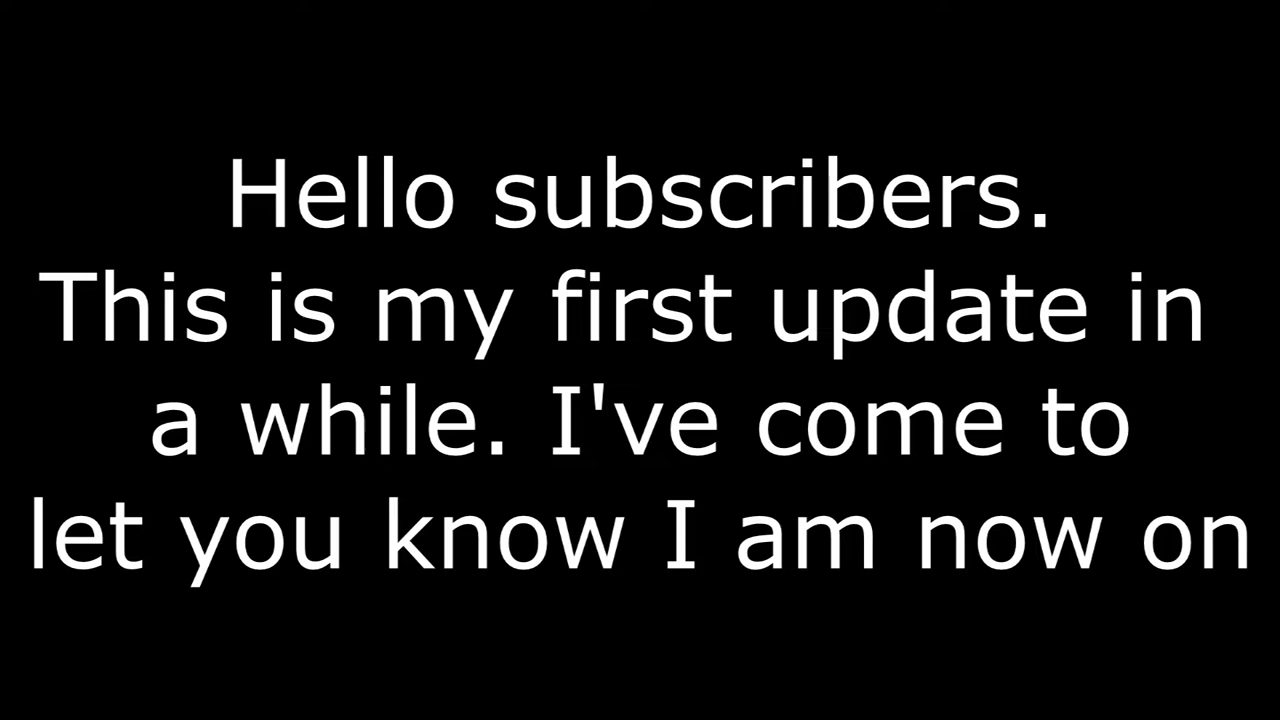 Hello subscribers.
This is my first update in
a while. I've come to
let you know I am now on